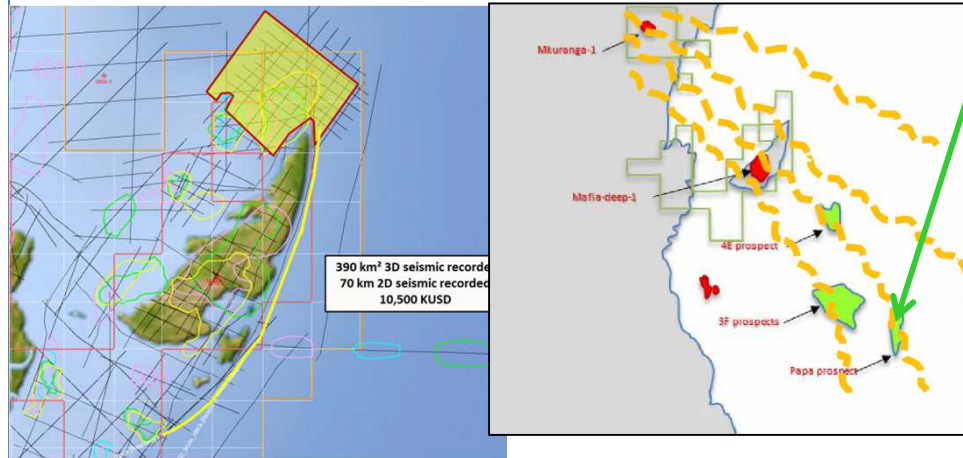 390 km² 3D seismic recorde
70 km 2D seismic recorded
10,500 KUSD
Mkuranga-1
Mafia-deep-1
4E prospect
3F prospects
Papa prospect